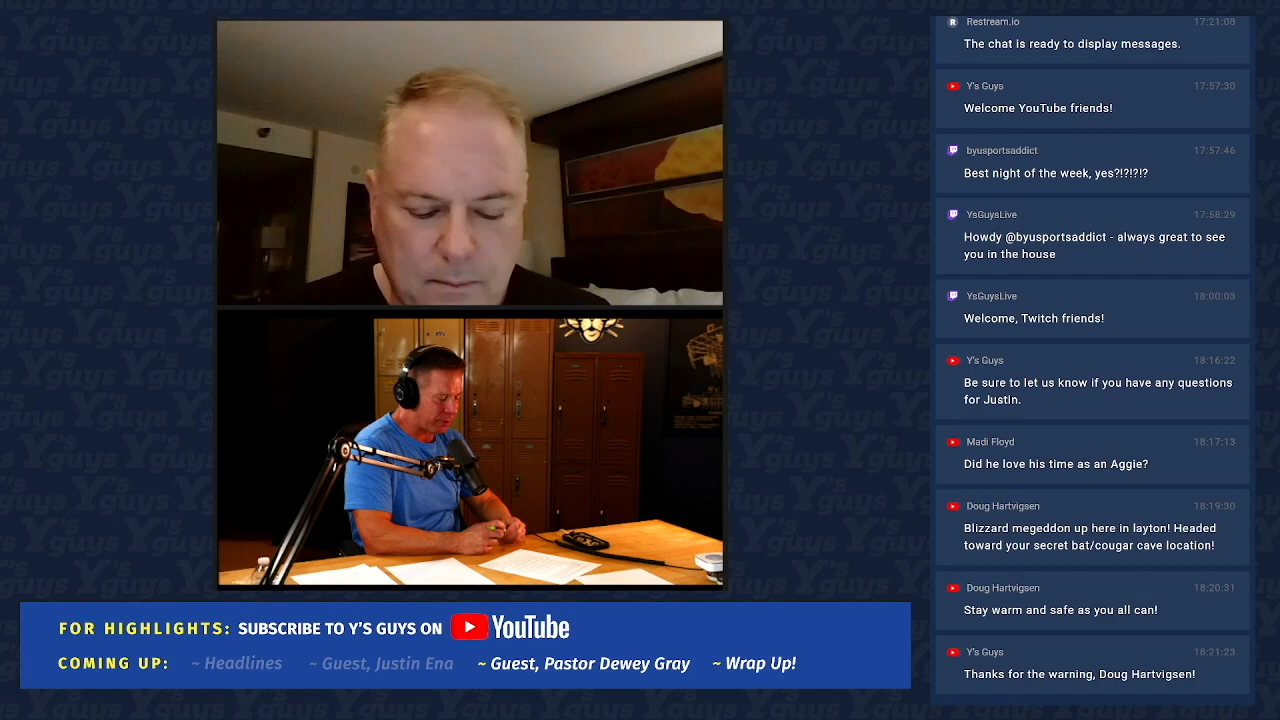 Restream.io 17:21:08
The chat is ready to display messages.
Y's Guys 17:57:30
Welcome YouTube friends!
byusportsaddict 17:57:46
Best night of the week, yes?!?!?!?
YsGuysLive 17:58:29
Howdy @byusportsaddict - always great to see
you in the house
YsGuysLive 18:00:03
Welcome, Twitch friends!
Y's Guys 18:16:22
Be sure to let us know if you have any questions
for Justin.
Madi Floyd 18:17:13
Did he love his time as an Aggie?
Doug Hartvigsen 18:19:30
Blizzard megeddon up here in layton! Headed
toward your secret bat/cougar cave location!
Doug Hartvigsen 18:20:31
Stay warm and safe as you all can!
Y's Guys 18:21:23
Thanks for the warning, Doug Hartvigsen!
FOR HIGHLIGHTS: SUBSCRIBE TO Y'S GUYS ON YouTube
COMING UP: ~ Headlines ~ Guest, Justin Ena ~ Guest, Pastor Dewey Gray ~ Wrap Up!